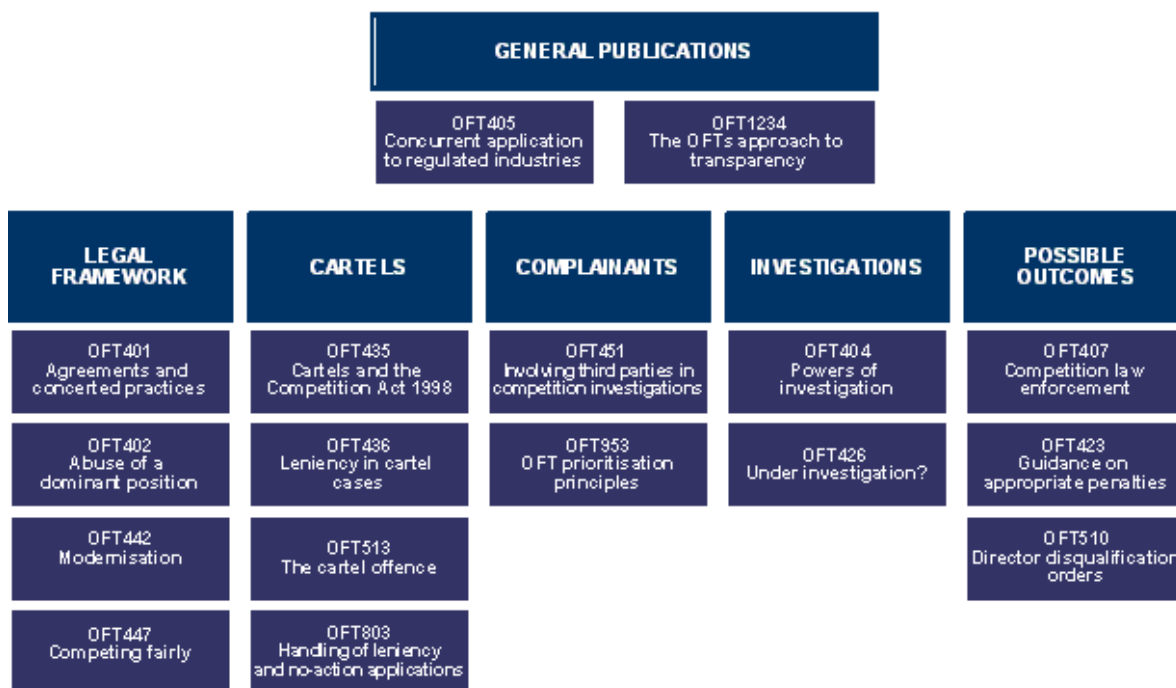 GENERAL PUBLICATIONS
OFT405
Concurrent application
to regulated industries
OFT1234
The OFTs approach to
transparency
LEGAL
FRAMEWORK
OFT401
Agreements and
concerted practices
OFT402
Abuse of a
dominant position
OFT442
Modernisation
OFT447
Competing fairly
CARTELS
OFT435
Cartels and the
Competition Act 1998
OFT436
Leniency in cartel
cases
OFT513
The cartel offence
OFT803
Handling of leniency
and no-action applications
COMPLAINANTS
OFT451
Involving third parties in
competition investigations
OFT953
OFT prioritisation
principles
INVESTIGATIONS
OFT404
Powers of
investigation
OFT426
Under investigation?
POSSIBLE
OUTCOMES
OFT407
Competition law
enforcement
OFT423
Guidance on
appropriate penalties
OFT510
Director disqualification
orders